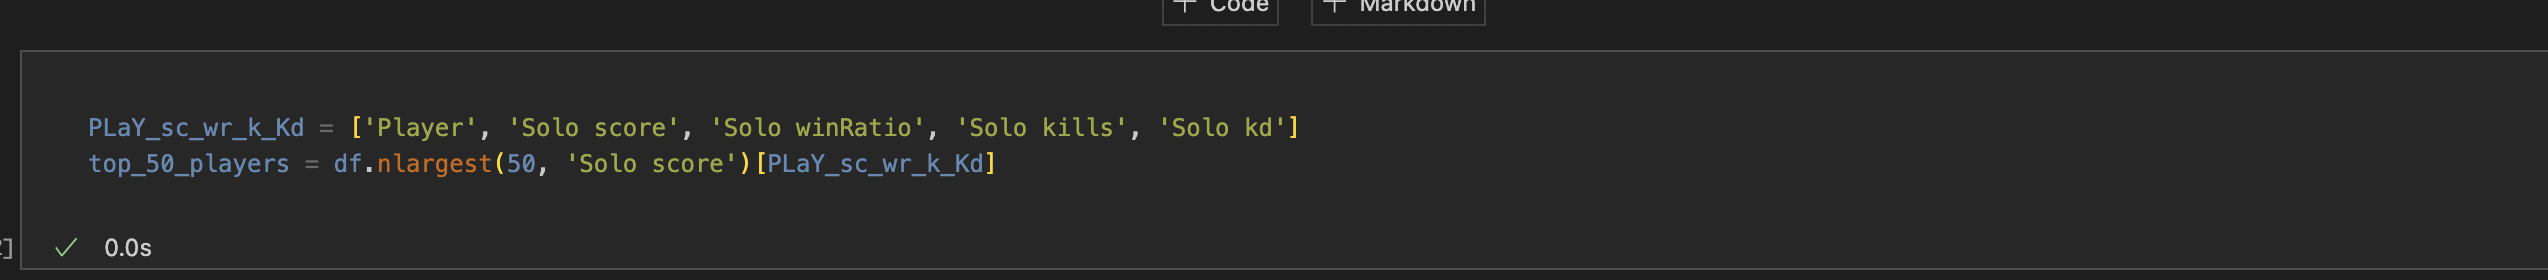 + Code + Markdown
PLaY_sc_wr_k_Kd = ['Player', 'Solo score', 'Solo winRatio', 'Solo kills', 'Solo kd']
top_50_players = df.nlargest(50, 'Solo score')[PLaY_sc_wr_k_Kd]
] ✓ 0.0s